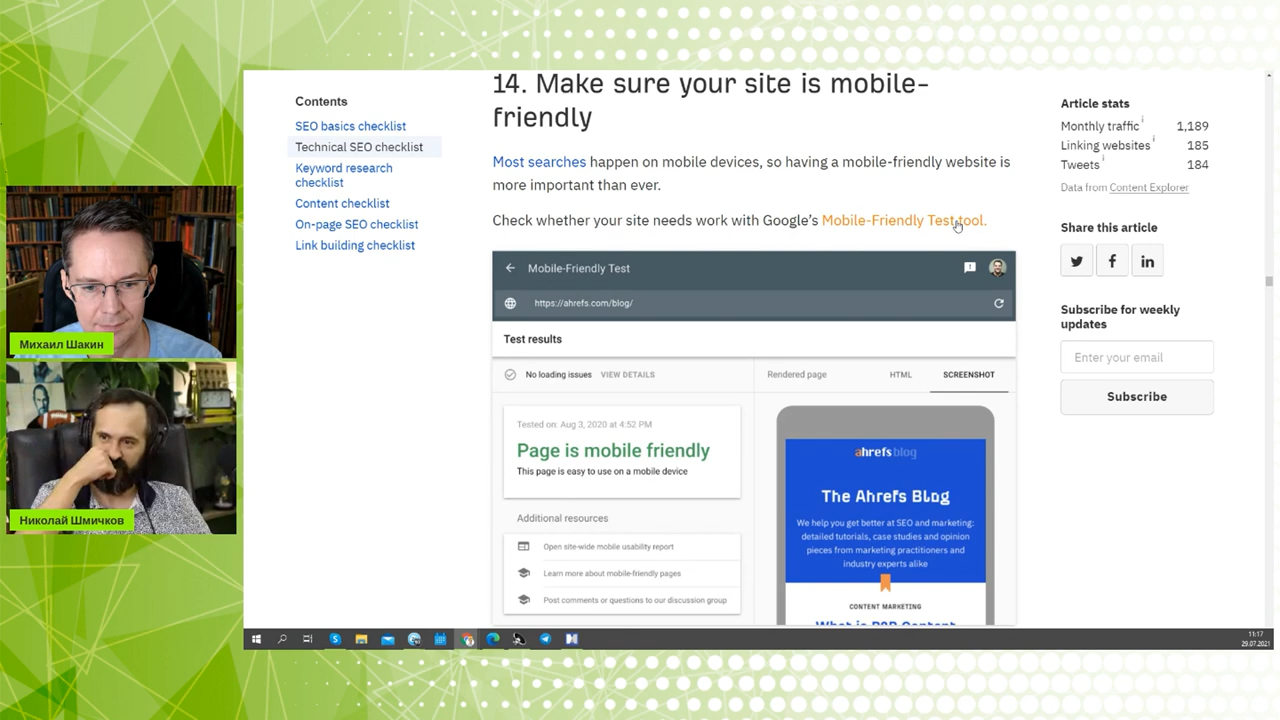 Contents
SEO basics checklist
Technical SEO checklist
Keyword research
checklist
Content checklist
On-page SEO checklist
Link building checklist
14. Make sure your site is mobile-
friendly
Most searches happen on mobile devices, so having a mobile-friendly website is
more important than ever.
Check whether your site needs work with Google's Mobile-Friendly Test tool.
Mobile-Friendly Test
https://ahrefs.com/blog/
Test results
No loading issues VIEW DETAILS
Rendered page HTML SCREENSHOT
Tested on: Aug 3, 2020 at 4:52 PM
Page is mobile friendly
This page is easy to use on a mobile device
Additional resources
Open site-wide mobile usability report
Learn more about mobile-friendly pages
Post comments or questions to our discussion group
ahrefs blog
The Ahrefs Blog
We help you get better at SEO and marketing:
detailed tutorials, case studies and opinion
pieces from marketing practitioners and
industry experts alike
CONTENT MARKETING
What is B2B Content
Article stats
Monthly traffic i 1,189
Linking websites i 185
Tweets i 184
Data from Content Explorer
Share this article
Subscribe for weekly
updates
Enter your email
Subscribe
Михаил Шакин
Николай Шмичков
11:17
29.07.2021